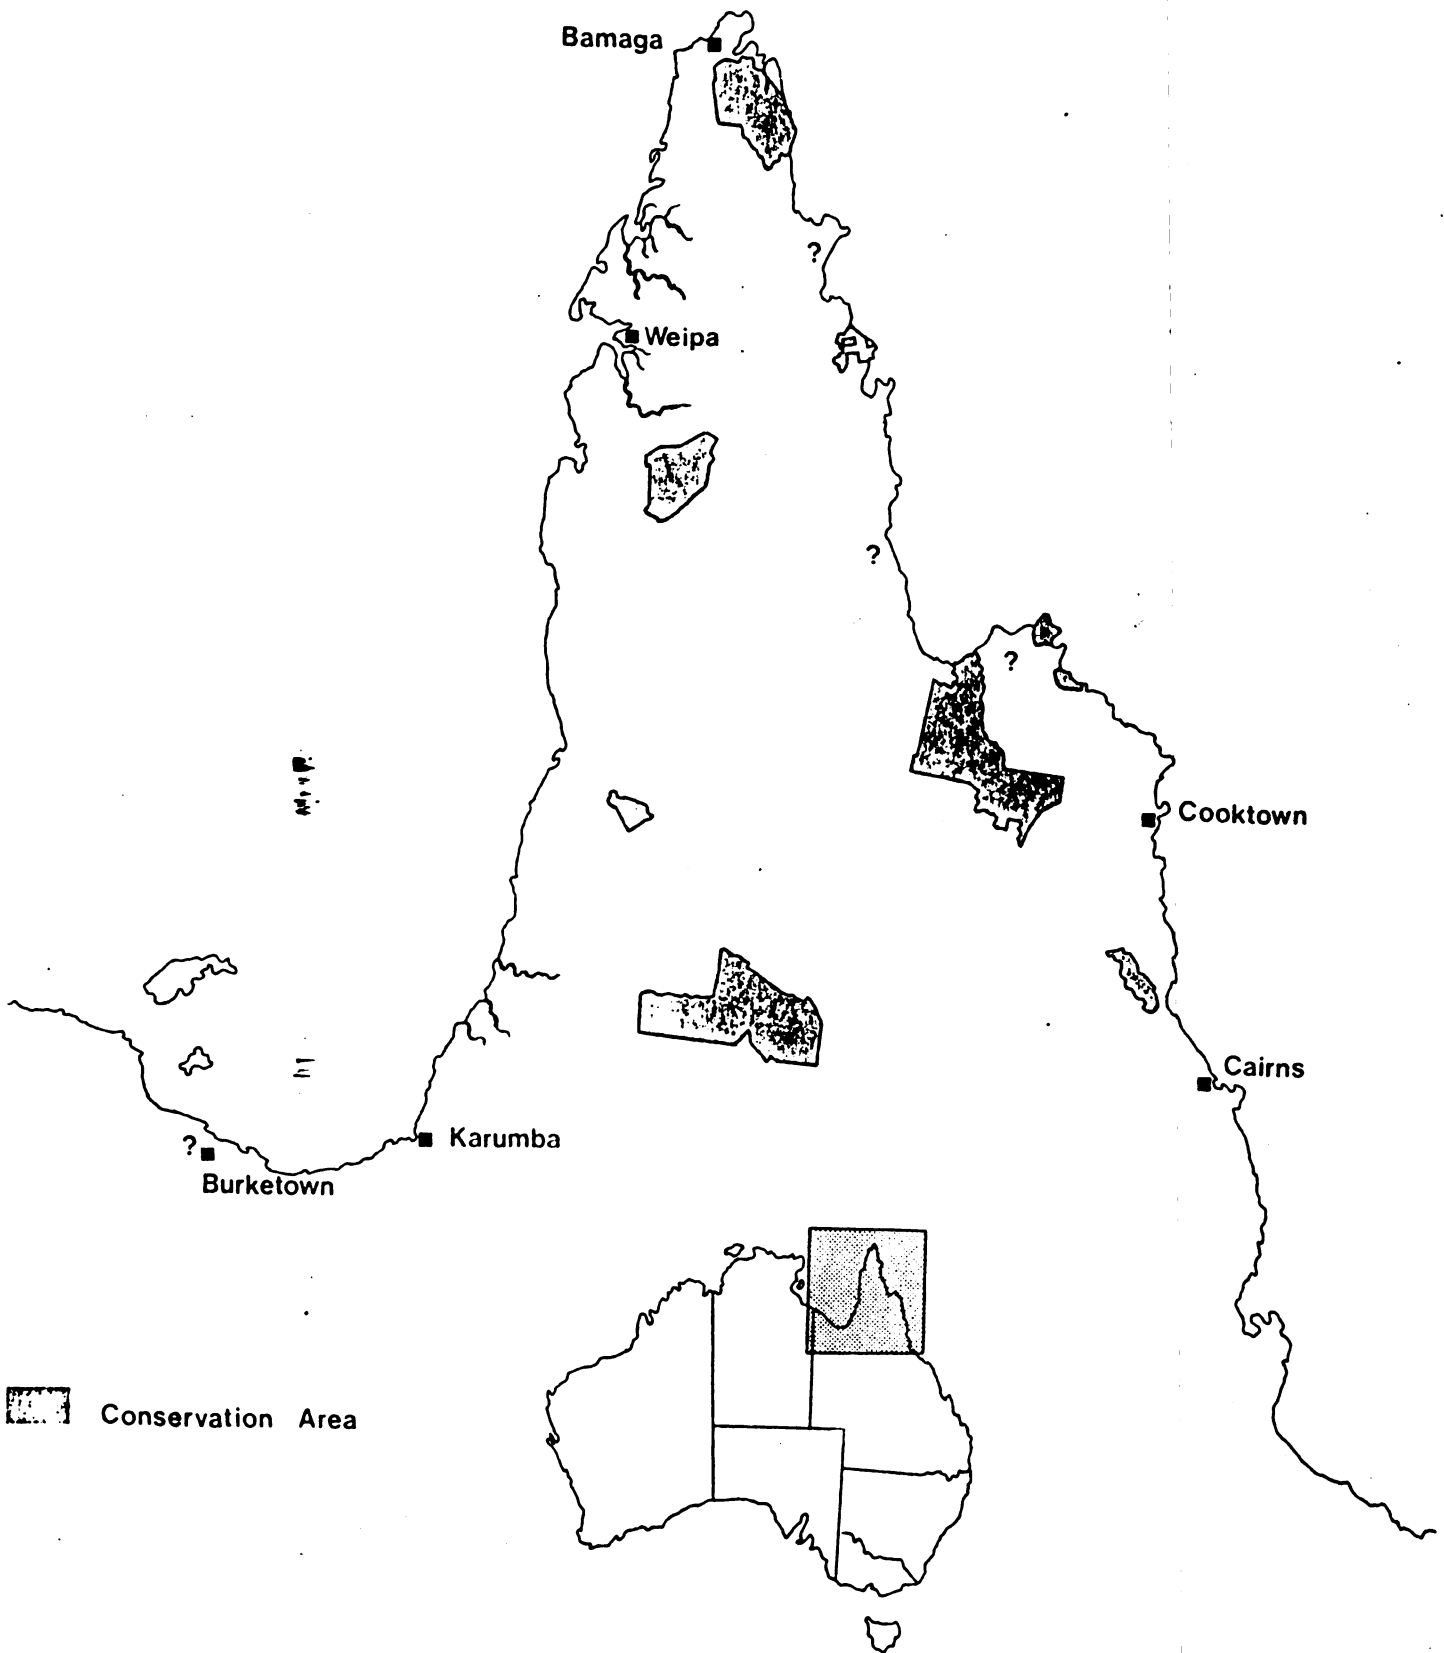 Bamaga
?
Weipa
?
?
Cooktown
Cairns
Karumba
?
Burketown
Conservation Area